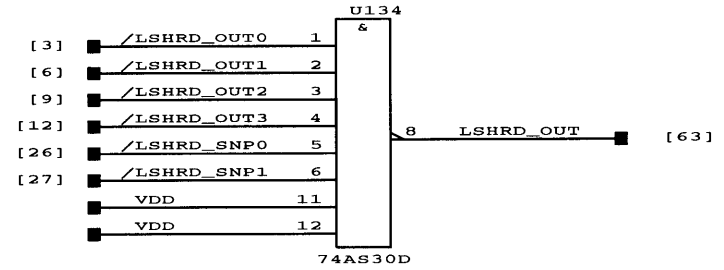 U134
&
[3] /LSHRD_OUT0 1
[6] /LSHRD_OUT1 2
[9] /LSHRD_OUT2 3
[12] /LSHRD_OUT3 4
8 LSHRD_OUT [63]
[26] /LSHRD_SNP0 5
[27] /LSHRD_SNP1 6
VDD 11
VDD 12
74AS30D